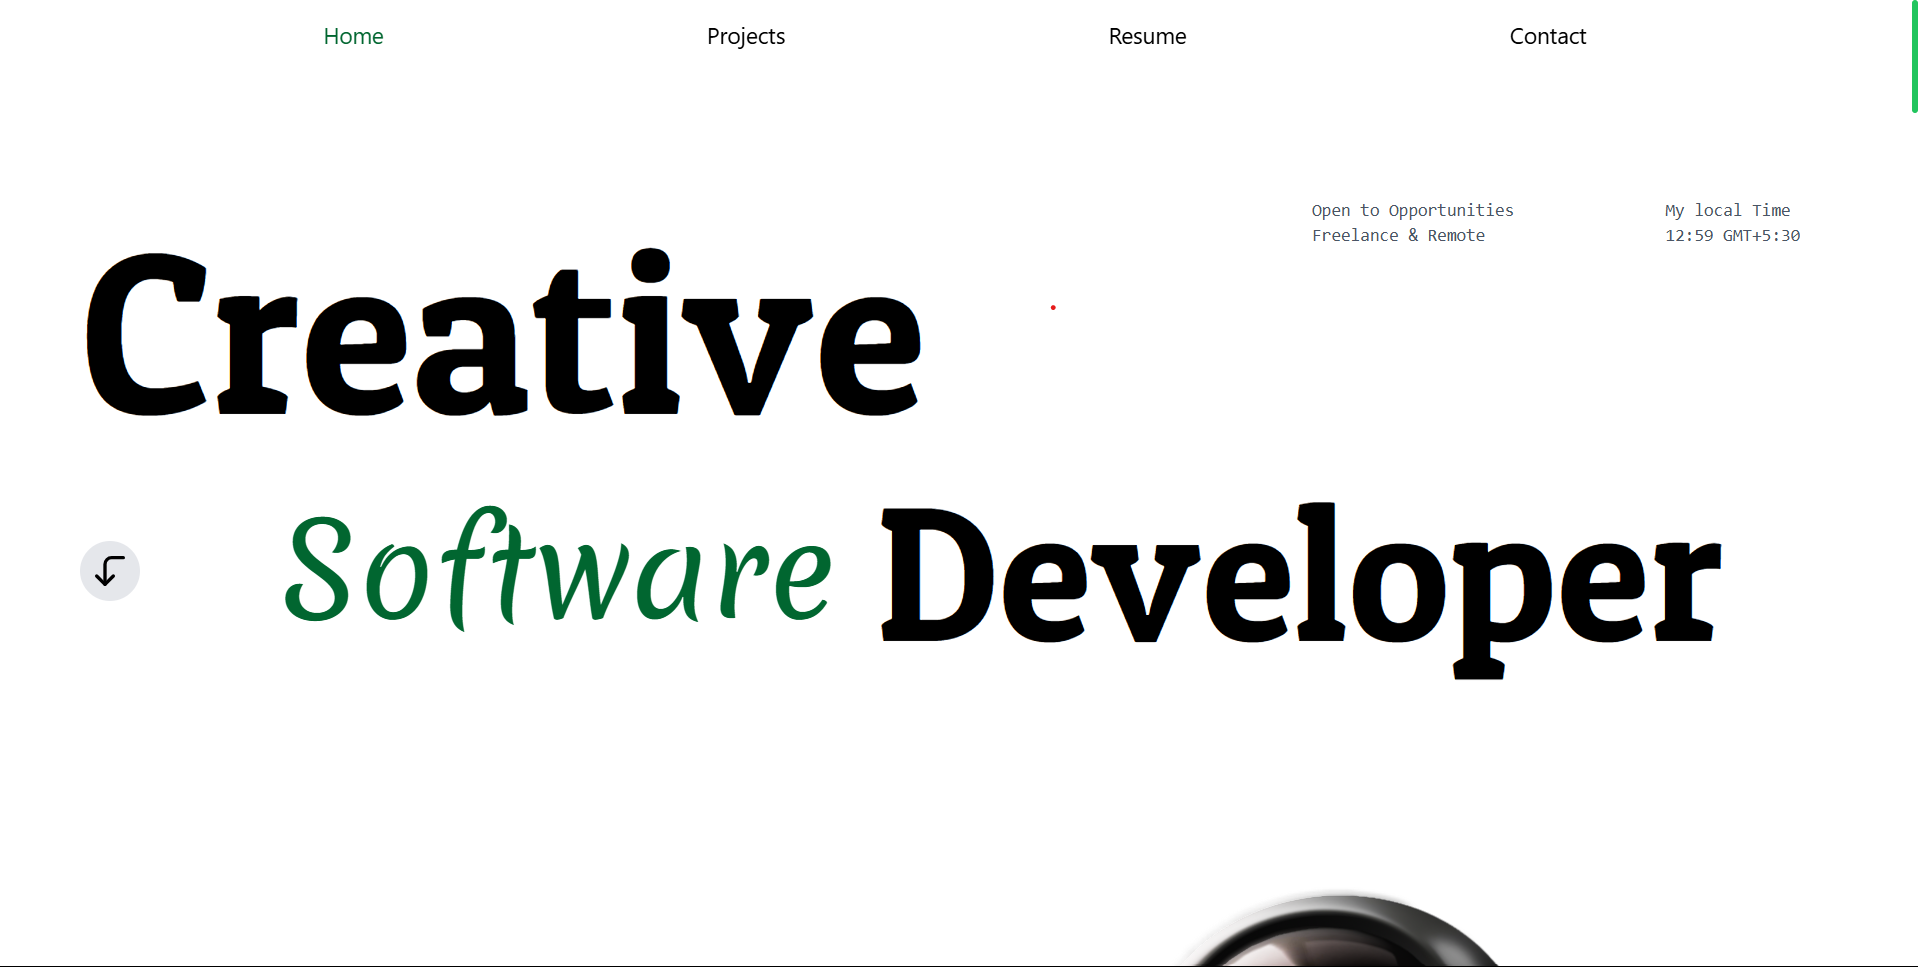 Home Projects Resume Contact
Open to Opportunities
Freelance & Remote
My local Time
12:59 GMT+5:30
Creative
Software Developer